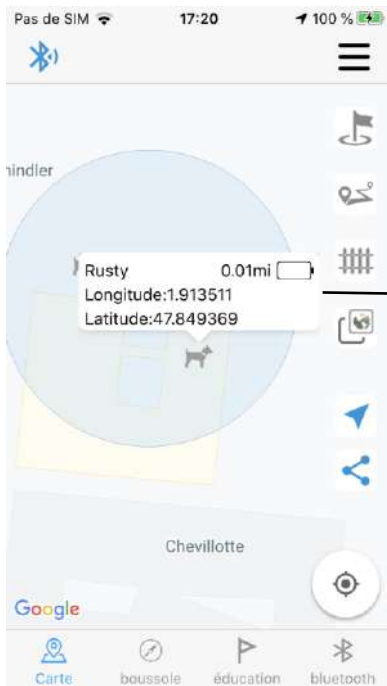 Pas de SIM 17:20 100 %
Rusty 0.01mi
Longitude:1.913511
Latitude:47.849369
Chevillotte
Google
Carte boussole éducation bluetooth